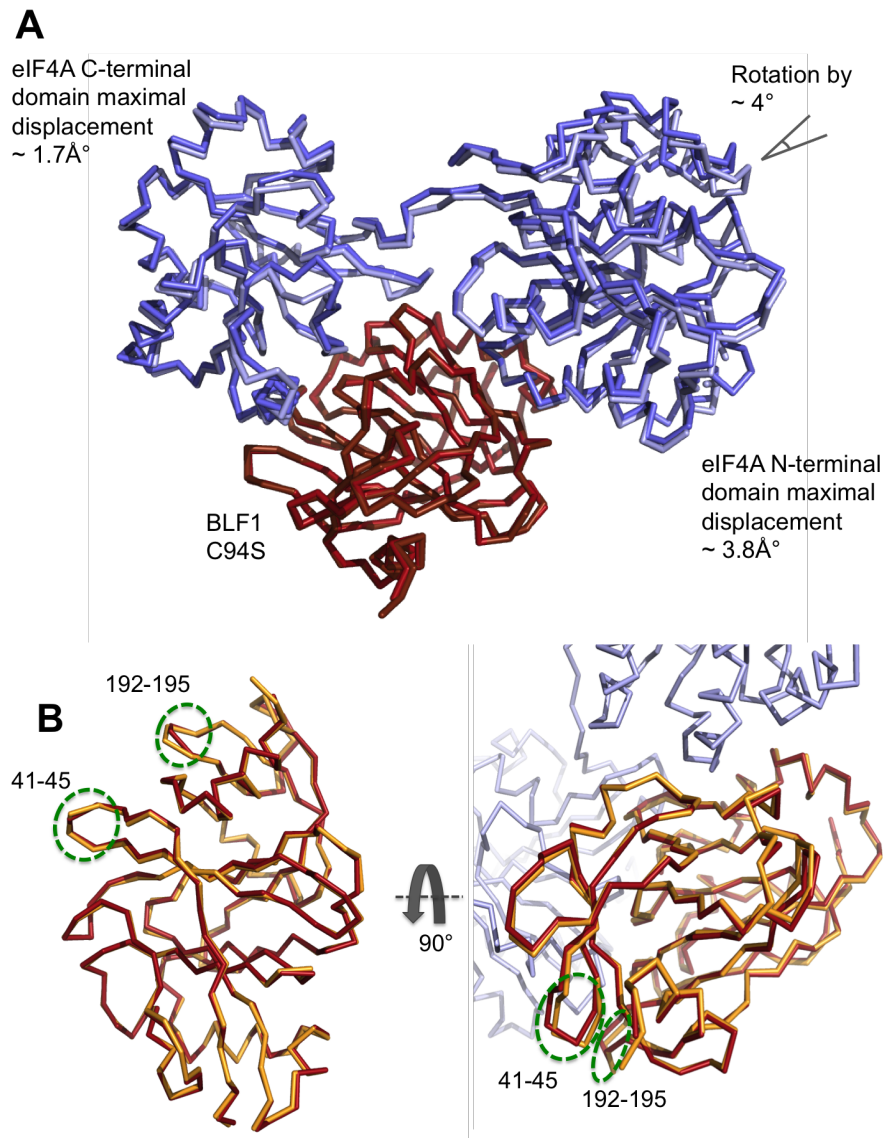 A
eIF4A C-terminal
domain maximal
displacement
~ 1.7Å°
Rotation by
~ 4°
eIF4A N-terminal
domain maximal
displacement
~ 3.8Å°
BLF1
C94S
B
192-195
41-45
90°
41-45
192-195